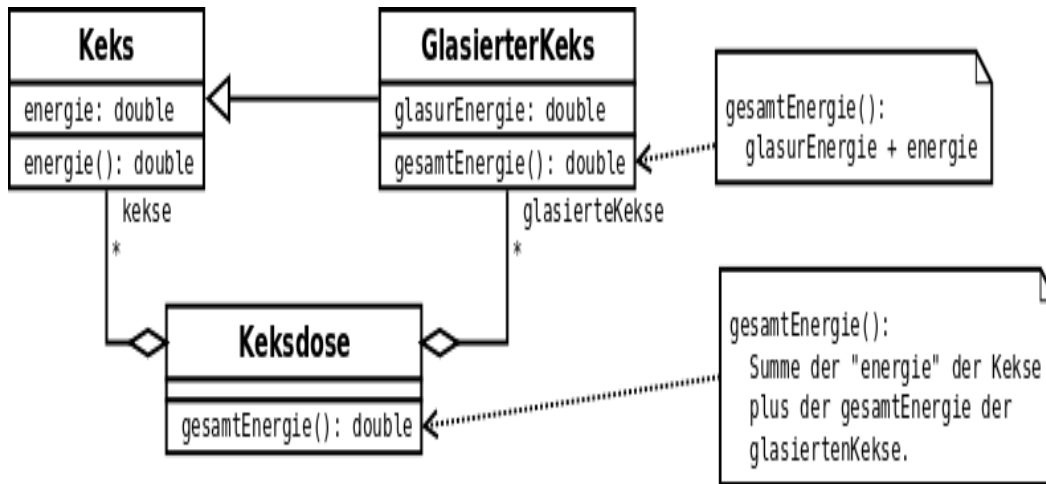 Keks
energie: double
energie(): double
GlasierterKeks
glasurEnergie: double
gesamtEnergie(): double
gesamtEnergie():
glasurEnergie + energie
kekse
*
glasierteKekse
*
Keksdose
gesamtEnergie(): double
gesamtEnergie():
Summe der "energie" der Kekse
plus der gesamtEnergie der
glasiertenKekse.